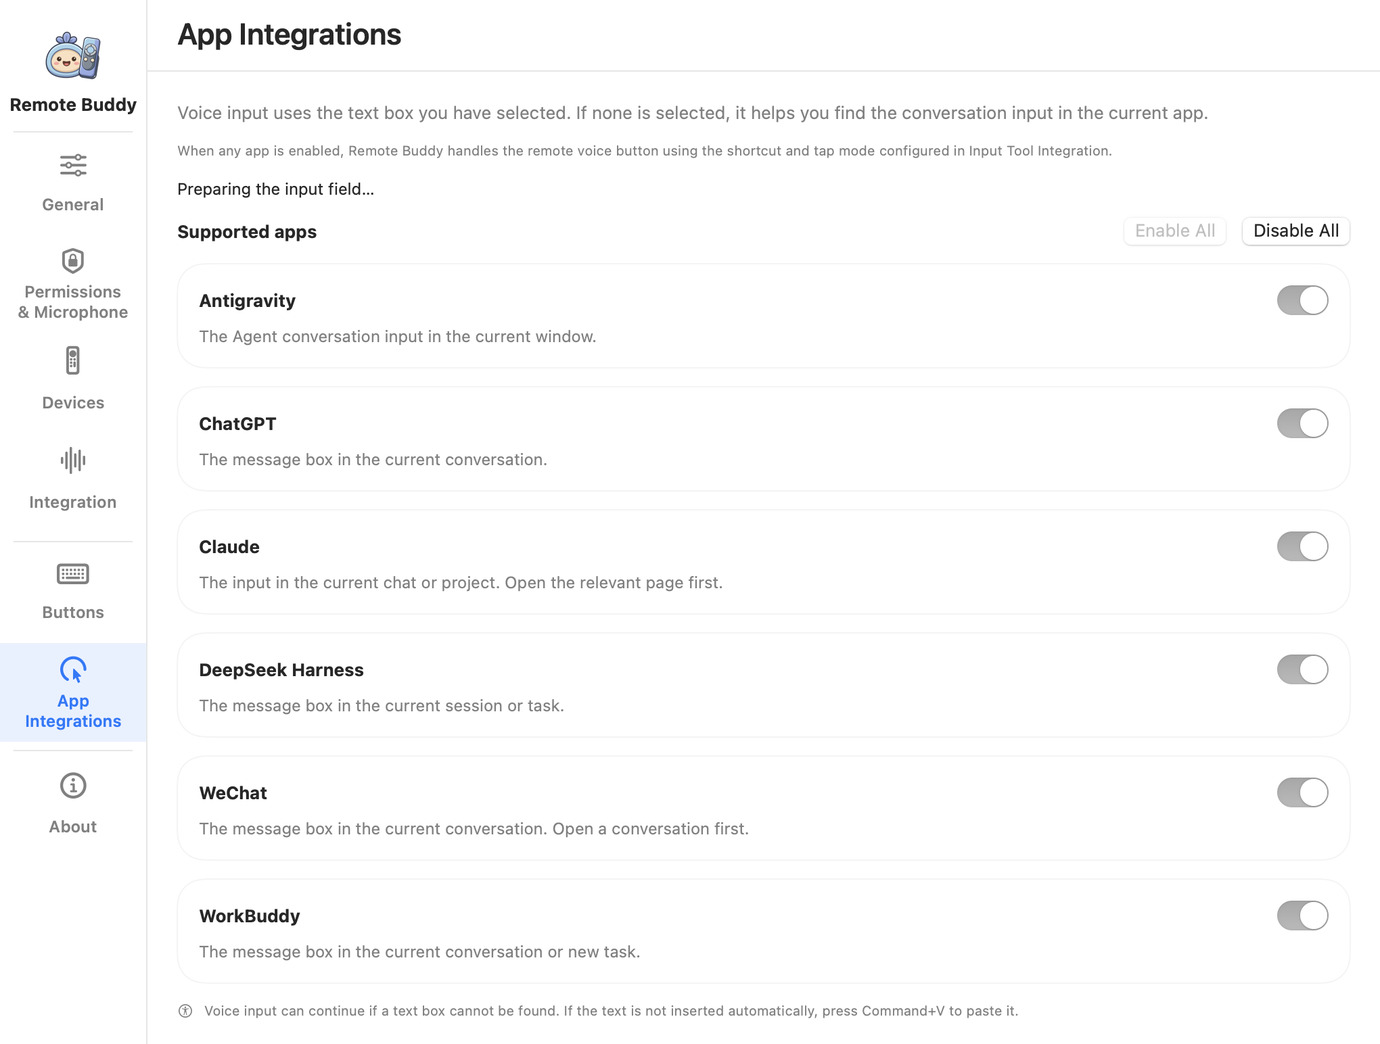 App Integrations
Remote Buddy
General
Permissions
& Microphone
Devices
Integration
Buttons
App
Integrations
About
Voice input uses the text box you have selected. If none is selected, it helps you find the conversation input in the current app.
When any app is enabled, Remote Buddy handles the remote voice button using the shortcut and tap mode configured in Input Tool Integration.
Preparing the input field...
Supported apps
Enable All
Disable All
Antigravity
The Agent conversation input in the current window.
ChatGPT
The message box in the current conversation.
Claude
The input in the current chat or project. Open the relevant page first.
DeepSeek Harness
The message box in the current session or task.
WeChat
The message box in the current conversation. Open a conversation first.
WorkBuddy
The message box in the current conversation or new task.
Voice input can continue if a text box cannot be found. If the text is not inserted automatically, press Command+V to paste it.